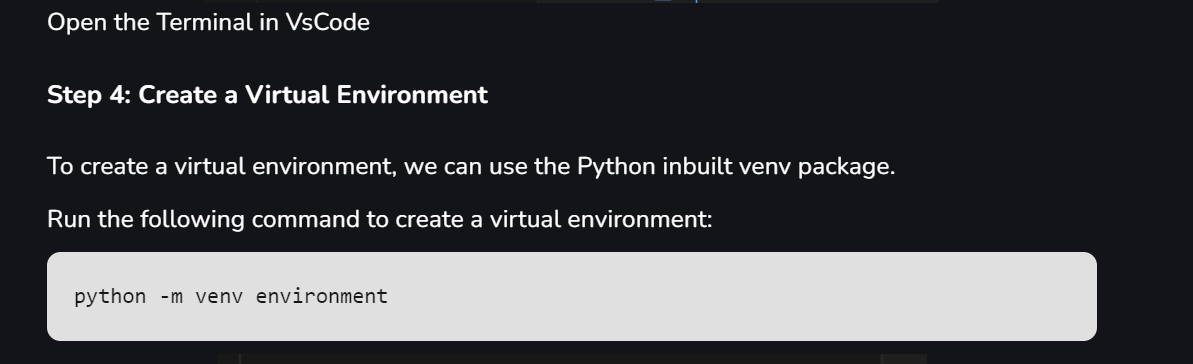 Open the Terminal in VsCode
Step 4: Create a Virtual Environment
To create a virtual environment, we can use the Python inbuilt venv package.
Run the following command to create a virtual environment:
python -m venv environment